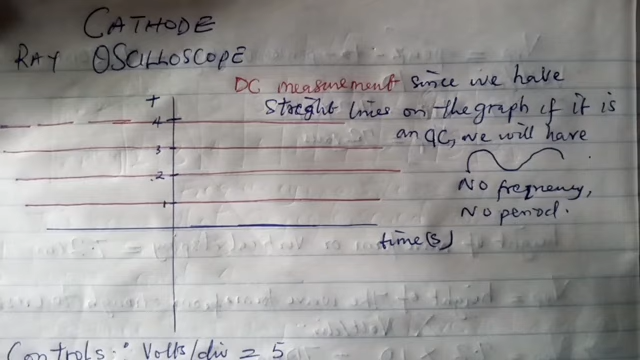 CATHODE
RAY OSCILLOSCOPE
DC measurement since we have
Straight lines on the graph if it is
an ac, we will have
No frequency,
No period.
+
4
3
2
1
time(s)
Controls: Volts/div = 5